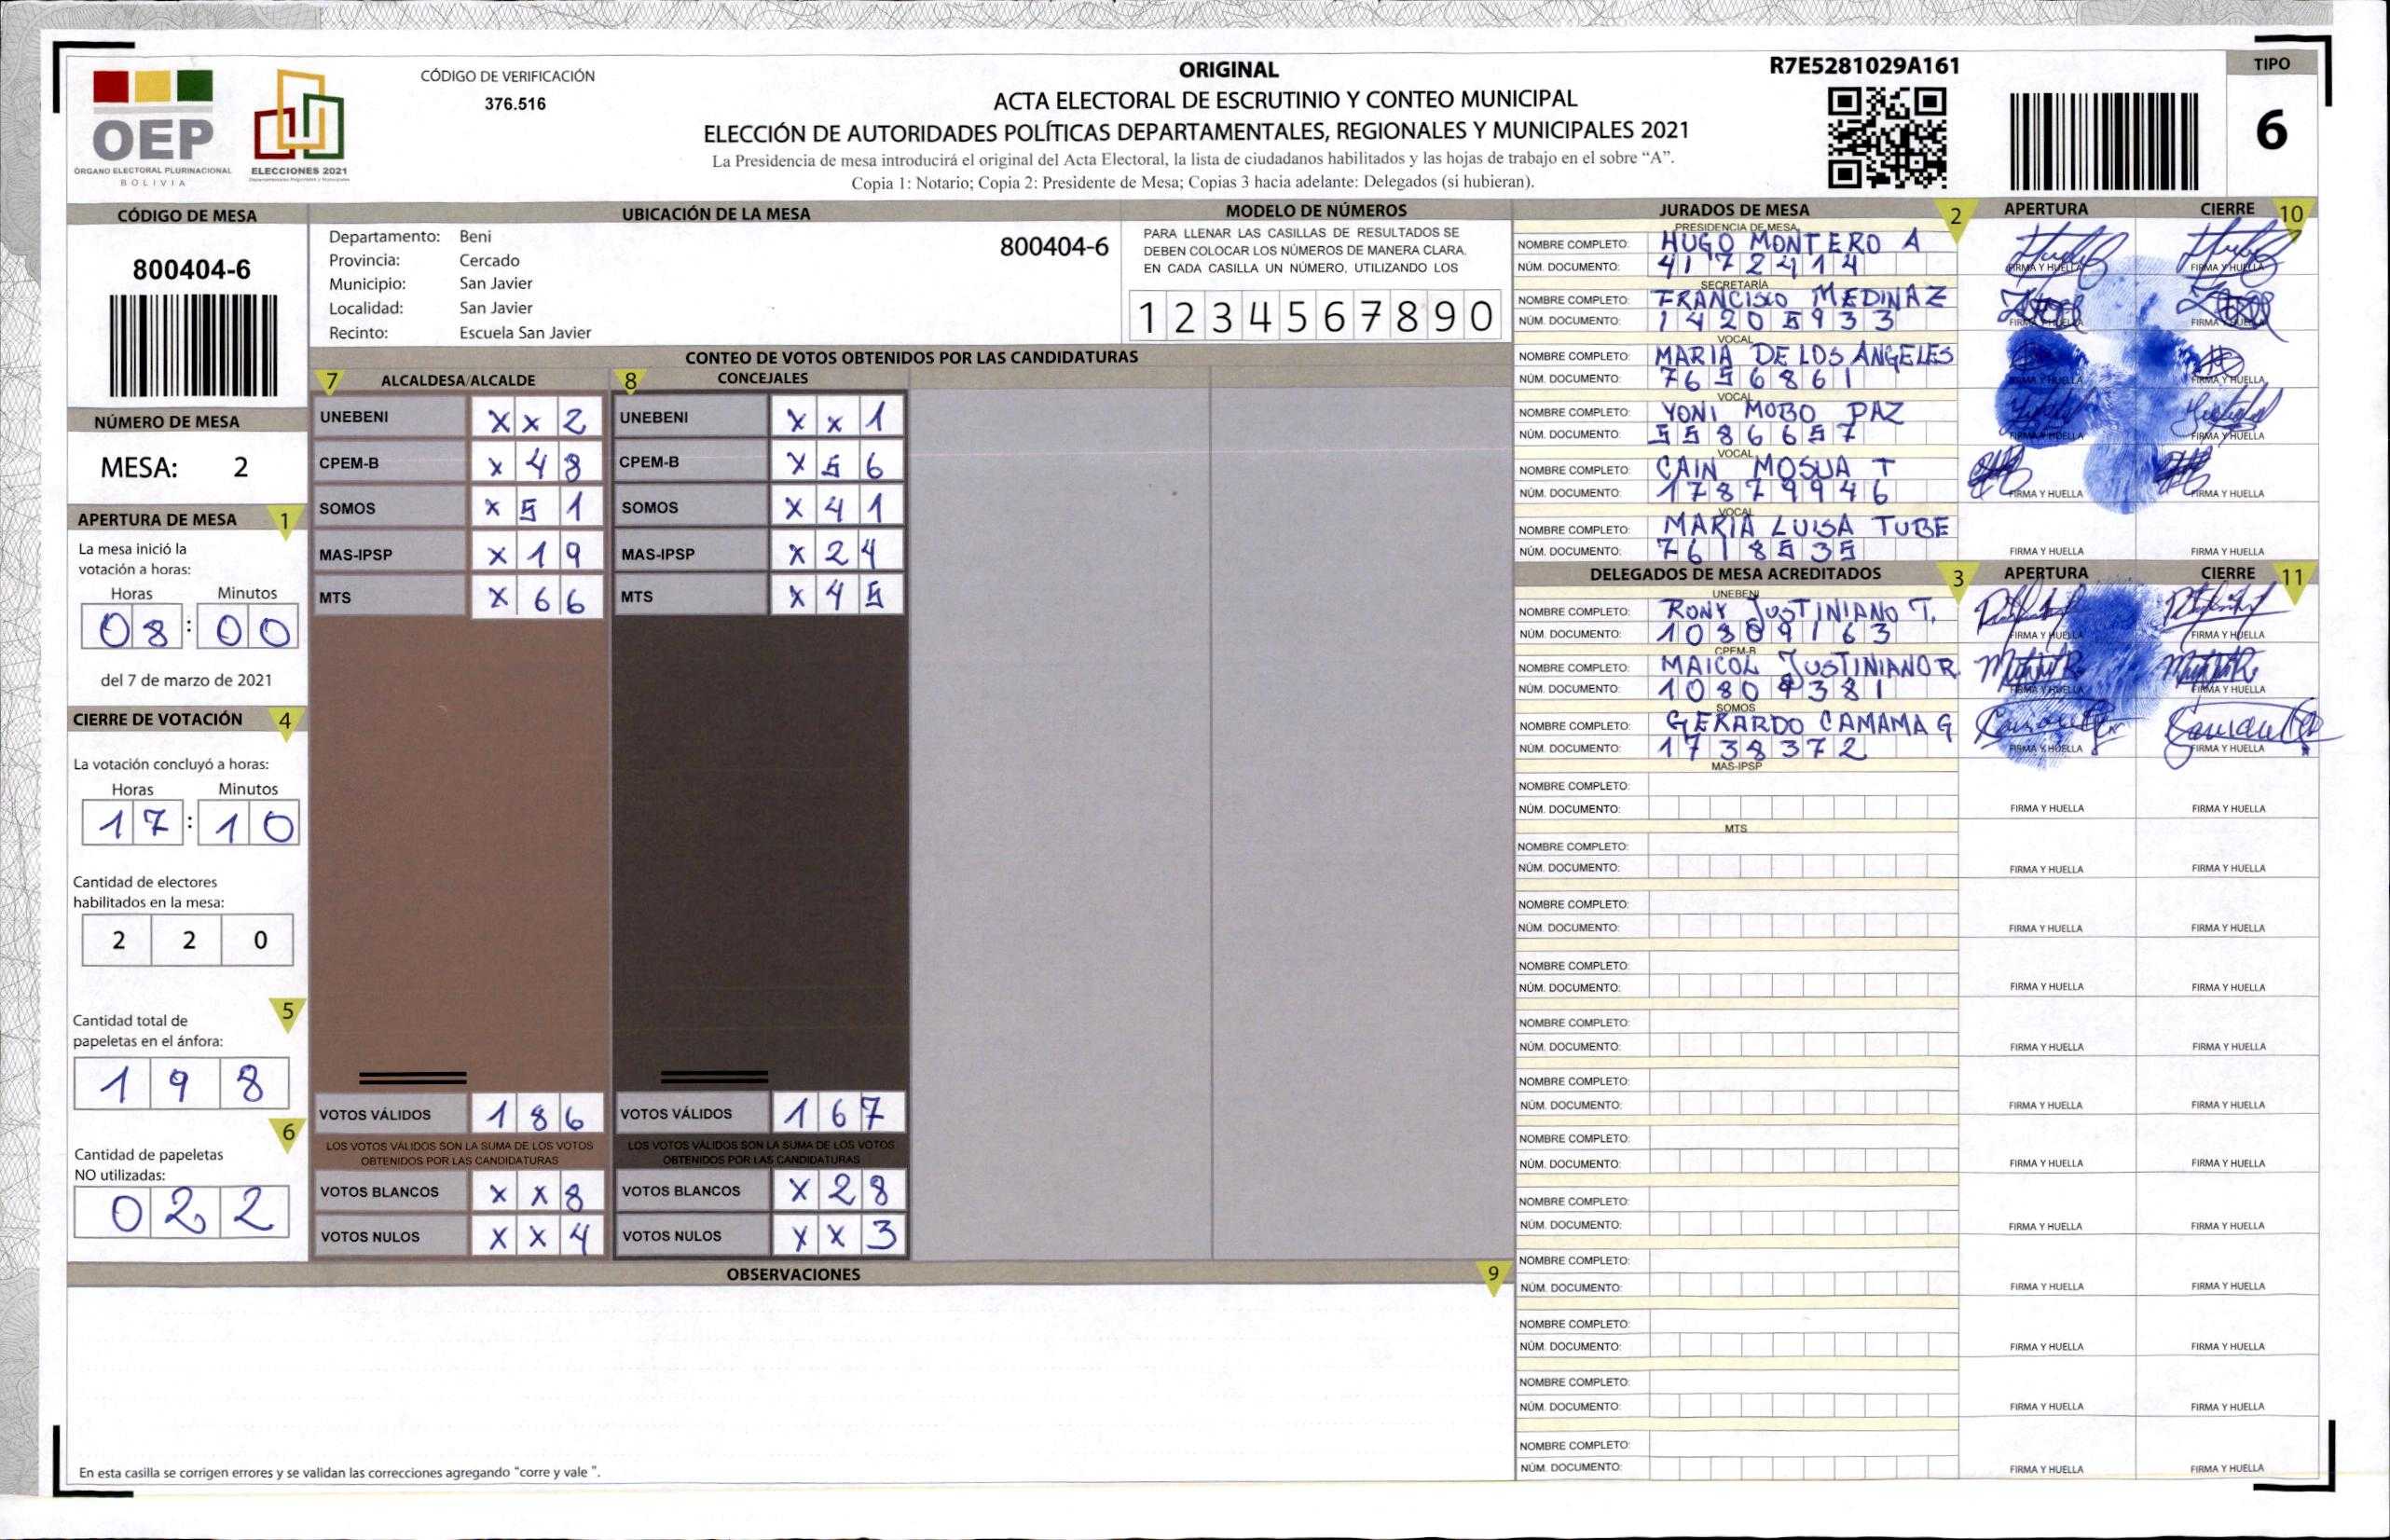 OEP
ÓRGANO ELECTORAL PLURINACIONAL
BOLIVIA
ELECCIONES 2021
CÓDIGO DE VERIFICACIÓN
376.516
ORIGINAL
ACTA ELECTORAL DE ESCRUTINIO Y CONTEO MUNICIPAL
ELECCIÓN DE AUTORIDADES POLÍTICAS DEPARTAMENTALES, REGIONALES Y MUNICIPALES 2021
La Presidencia de mesa introducirá el original del Acta Electoral, la lista de ciudadanos habilitados y las hojas de trabajo en el sobre “A”.
Copia 1: Notario; Copia 2: Presidente de Mesa; Copias 3 hacia adelante: Delegados (si hubieran).
R7E5281029A161
TIPO
6
CÓDIGO DE MESA
800404-6
NÚMERO DE MESA
MESA: 2
APERTURA DE MESA 1
La mesa inició la
votación a horas:
Horas Minutos
08:00
del 7 de marzo de 2021
CIERRE DE VOTACIÓN 4
La votación concluyó a horas:
Horas Minutos
17:10
Cantidad de electores
habilitados en la mesa:
2 2 0
5
Cantidad total de
papeletas en el ánfora:
1 9 8
6
Cantidad de papeletas
NO utilizadas:
0 2 2
UBICACIÓN DE LA MESA
Departamento: Beni
Provincia: Cercado
Municipio: San Javier
Localidad: San Javier
Recinto: Escuela San Javier
800404-6
MODELO DE NÚMEROS
PARA LLENAR LAS CASILLAS DE RESULTADOS SE
DEBEN COLOCAR LOS NÚMEROS DE MANERA CLARA.
EN CADA CASILLA UN NÚMERO, UTILIZANDO LOS
1 2 3 4 5 6 7 8 9 0
CONTEO DE VOTOS OBTENIDOS POR LAS CANDIDATURAS
7 ALCALDESA/ALCALDE
UNEBENI X X 2
CPEM-B X 4 8
SOMOS X 5 1
MAS-IPSP X 1 9
MTS X 6 6
VOTOS VÁLIDOS 1 8 6
LOS VOTOS VÁLIDOS SON LA SUMA DE LOS VOTOS
OBTENIDOS POR LAS CANDIDATURAS
VOTOS BLANCOS X X 8
VOTOS NULOS X X 4
8 CONCEJALES
UNEBENI X X 1
CPEM-B X 5 6
SOMOS X 4 1
MAS-IPSP X 2 4
MTS X 4 5
VOTOS VÁLIDOS 1 6 7
LOS VOTOS VÁLIDOS SON LA SUMA DE LOS VOTOS
OBTENIDOS POR LAS CANDIDATURAS
VOTOS BLANCOS X 2 8
VOTOS NULOS X X 3
OBSERVACIONES 9
En esta casilla se corrigen errores y se validan las correcciones agregando “corre y vale ”.
JURADOS DE MESA 2 APERTURA CIERRE 10
PRESIDENCIA DE MESA
NOMBRE COMPLETO: HUGO MONTERO A
NÚM. DOCUMENTO: 4172414 FIRMA Y HUELLA FIRMA Y HUELLA
SECRETARÍA
NOMBRE COMPLETO: FRANCISCO MEDINA Z
NÚM. DOCUMENTO: 14205933 FIRMA Y HUELLA FIRMA Y HUELLA
VOCAL
NOMBRE COMPLETO: MARIA DE LOS ANGELES
NÚM. DOCUMENTO: 7656861 FIRMA Y HUELLA FIRMA Y HUELLA
VOCAL
NOMBRE COMPLETO: YONI MOBO PAZ
NÚM. DOCUMENTO: 5586657 FIRMA Y HUELLA FIRMA Y HUELLA
VOCAL
NOMBRE COMPLETO: CAIN MOSUA T
NÚM. DOCUMENTO: 17879946 FIRMA Y HUELLA FIRMA Y HUELLA
VOCAL
NOMBRE COMPLETO: MARIA LUISA TUBE
NÚM. DOCUMENTO: 7618535 FIRMA Y HUELLA FIRMA Y HUELLA
DELEGADOS DE MESA ACREDITADOS 3 APERTURA CIERRE 11
UNEBENI
NOMBRE COMPLETO: RONY JUSTINIANO T.
NÚM. DOCUMENTO: 10809163 FIRMA Y HUELLA FIRMA Y HUELLA
CPEM-B
NOMBRE COMPLETO: MAICOL JUSTINIANO R
NÚM. DOCUMENTO: 10809381 FIRMA Y HUELLA FIRMA Y HUELLA
SOMOS
NOMBRE COMPLETO: GERARDO CAMAMA G
NÚM. DOCUMENTO: 1738372 FIRMA Y HUELLA FIRMA Y HUELLA
MAS-IPSP
NOMBRE COMPLETO:
NÚM. DOCUMENTO: FIRMA Y HUELLA FIRMA Y HUELLA
MTS
NOMBRE COMPLETO:
NÚM. DOCUMENTO: FIRMA Y HUELLA FIRMA Y HUELLA
NOMBRE COMPLETO:
NÚM. DOCUMENTO: FIRMA Y HUELLA FIRMA Y HUELLA
NOMBRE COMPLETO:
NÚM. DOCUMENTO: FIRMA Y HUELLA FIRMA Y HUELLA
NOMBRE COMPLETO:
NÚM. DOCUMENTO: FIRMA Y HUELLA FIRMA Y HUELLA
NOMBRE COMPLETO:
NÚM. DOCUMENTO: FIRMA Y HUELLA FIRMA Y HUELLA
NOMBRE COMPLETO:
NÚM. DOCUMENTO: FIRMA Y HUELLA FIRMA Y HUELLA
NOMBRE COMPLETO:
NÚM. DOCUMENTO: FIRMA Y HUELLA FIRMA Y HUELLA
NOMBRE COMPLETO:
NÚM. DOCUMENTO: FIRMA Y HUELLA FIRMA Y HUELLA
NOMBRE COMPLETO:
NÚM. DOCUMENTO: FIRMA Y HUELLA FIRMA Y HUELLA
NOMBRE COMPLETO:
NÚM. DOCUMENTO: FIRMA Y HUELLA FIRMA Y HUELLA
NOMBRE COMPLETO:
NÚM. DOCUMENTO: FIRMA Y HUELLA FIRMA Y HUELLA